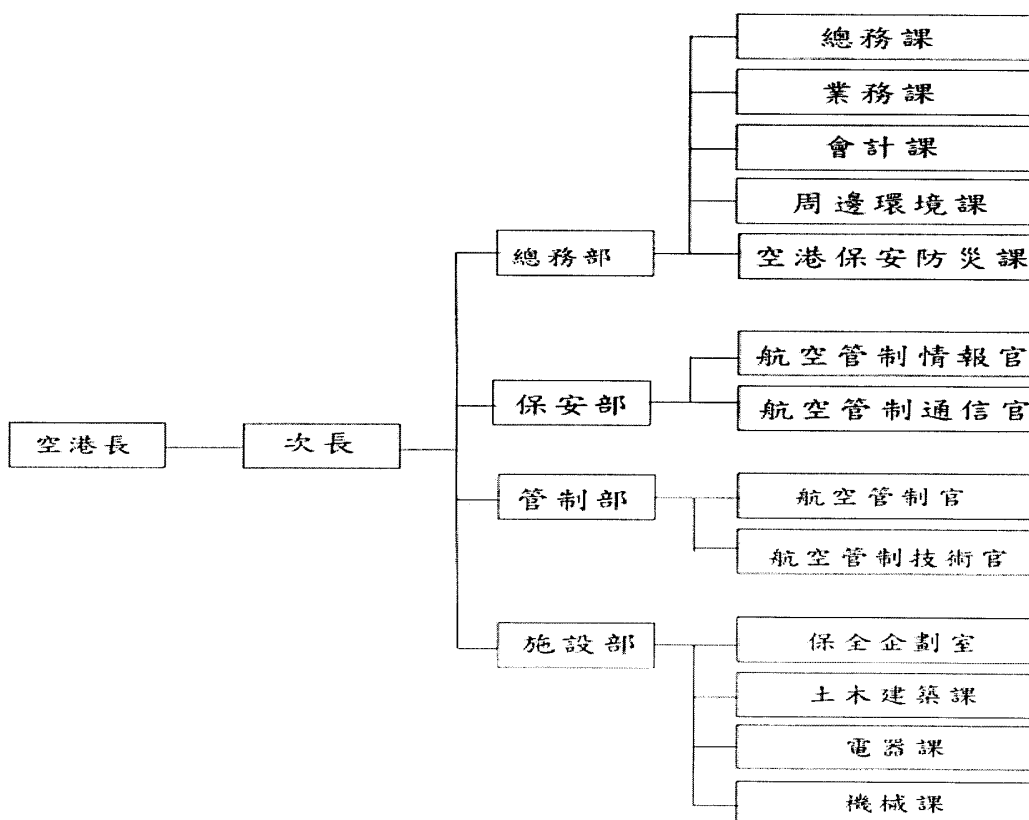 空港長
次長
總務部
總務課
業務課
會計課
周邊環境課
空港保安防災課
保安部
航空管制情報官
航空管制通信官
管制部
航空管制官
航空管制技術官
施設部
保全企劃室
土木建築課
電器課
機械課